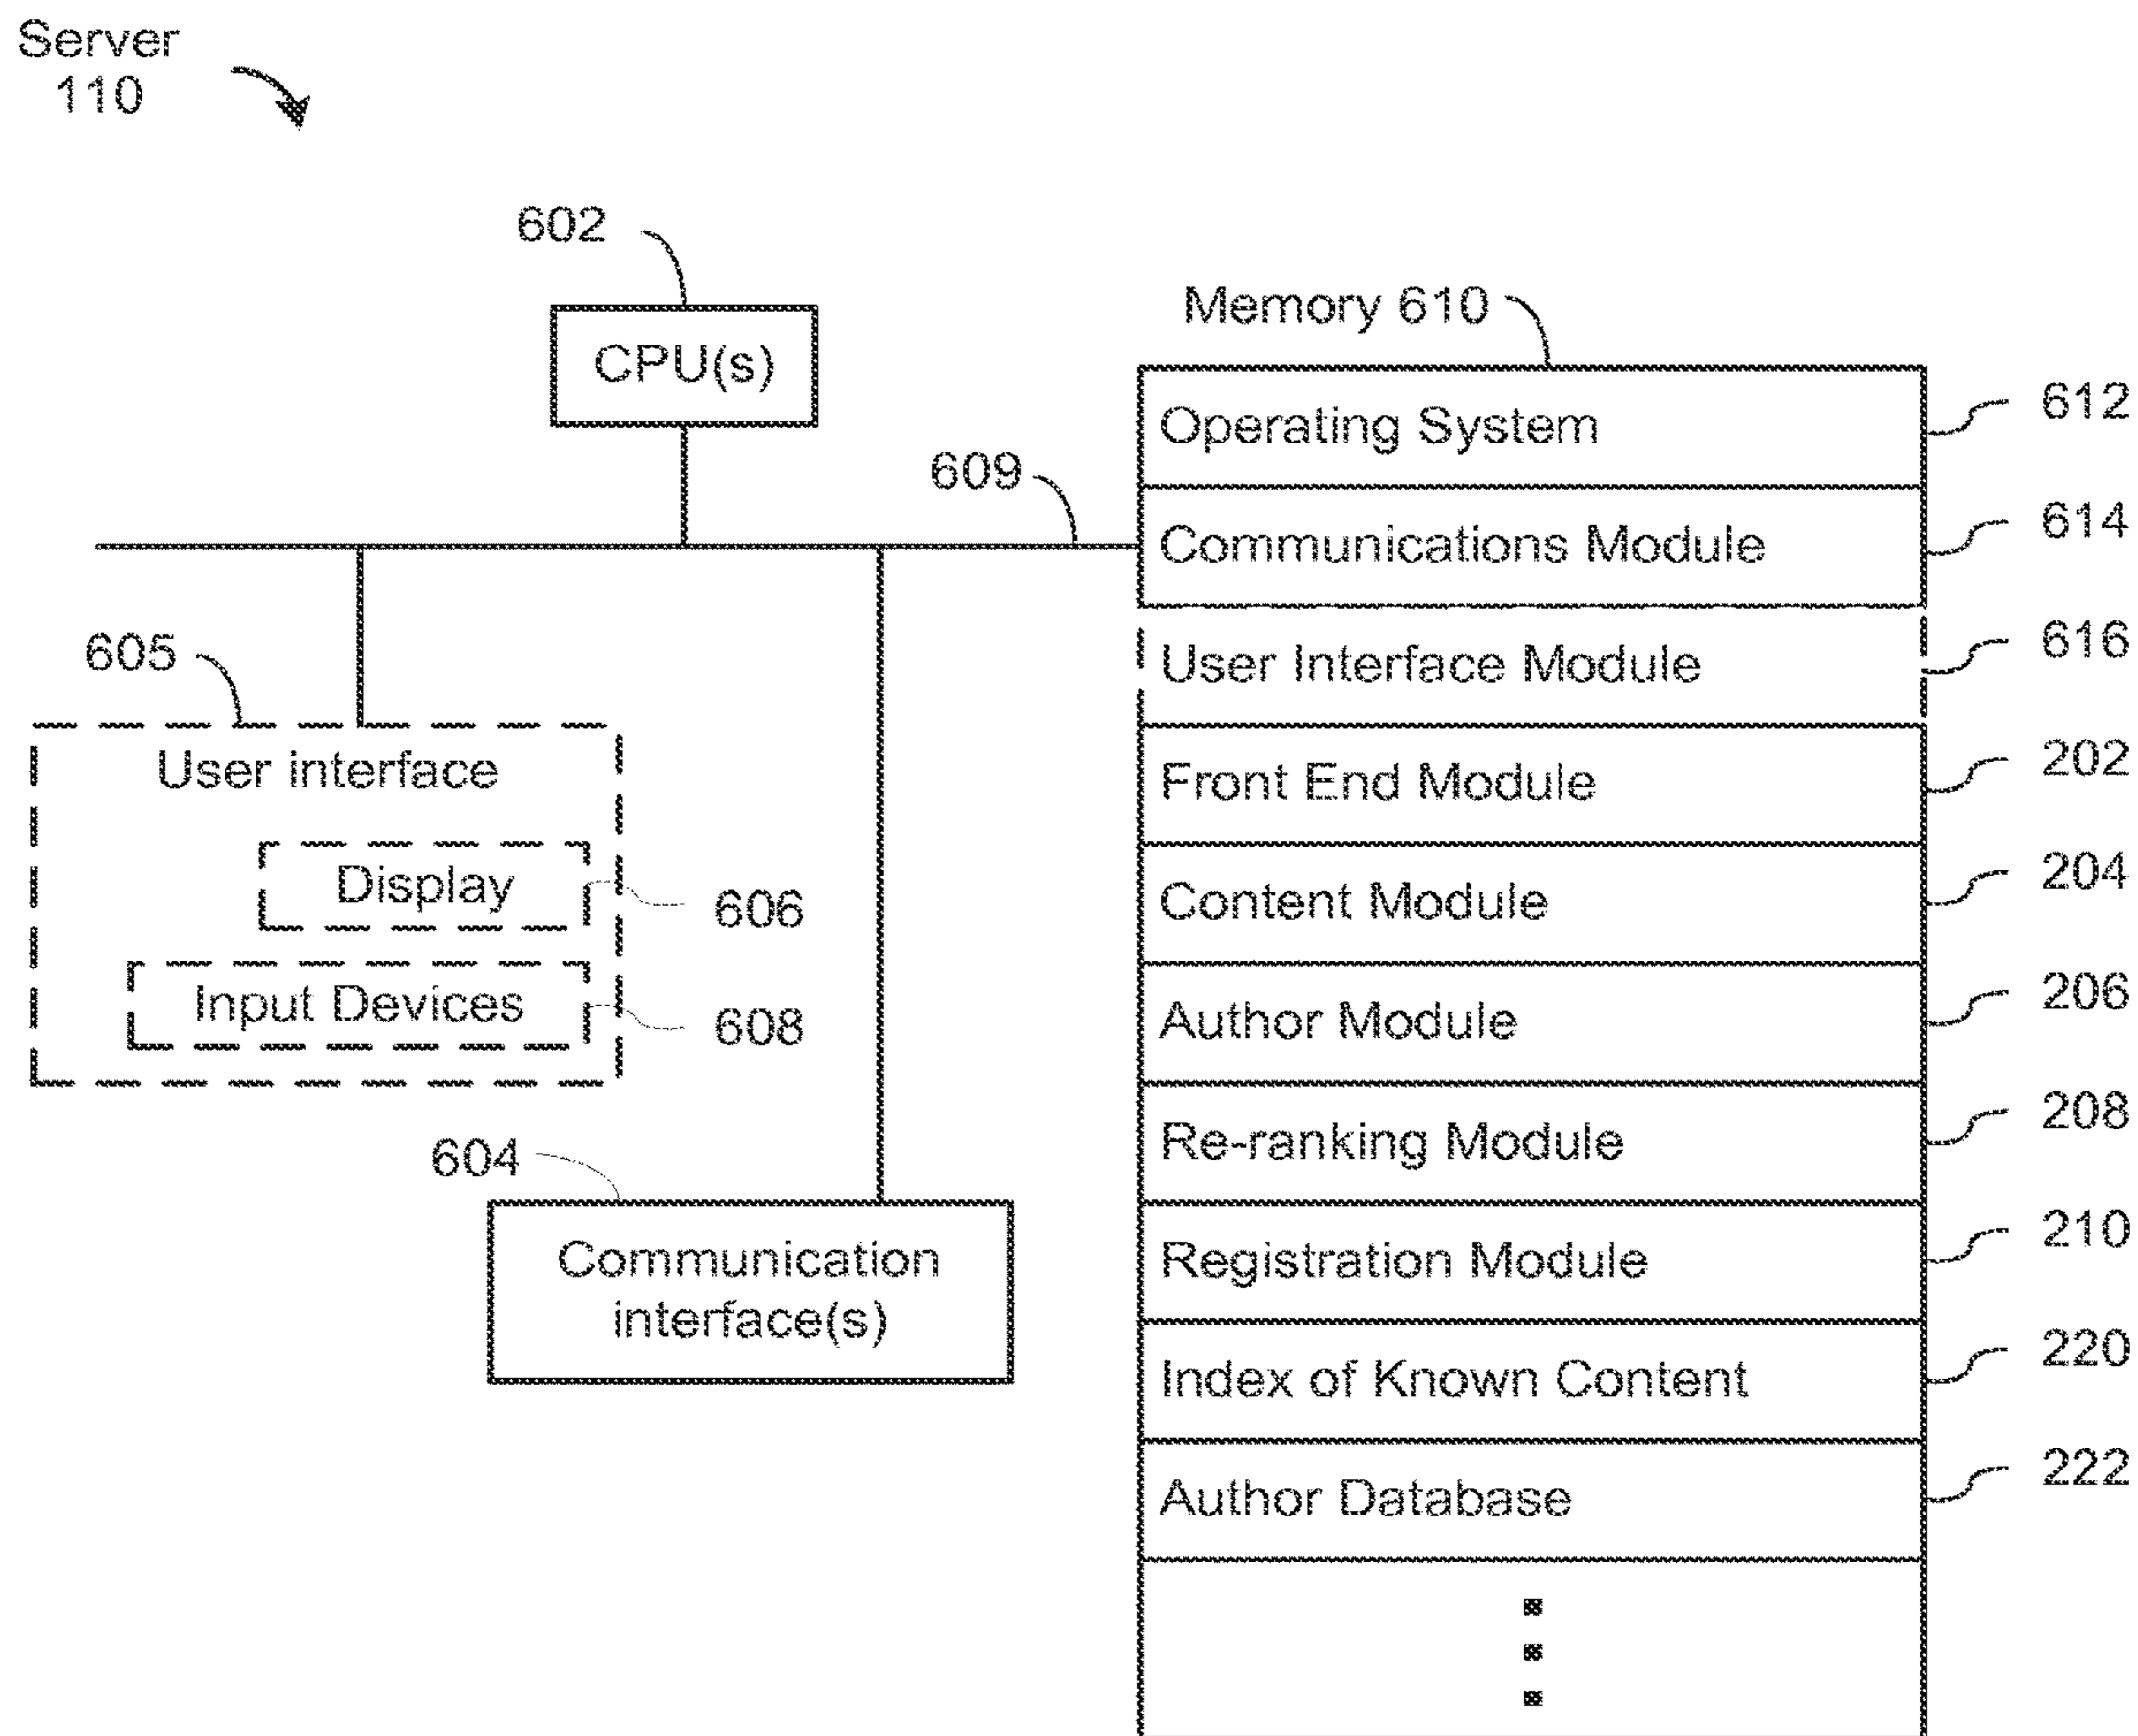 Server
110
602
CPU(s)
609
Memory 610
Operating System
612
Communications Module
614
User Interface Module
616
Front End Module
202
Content Module
204
Author Module
206
Re-ranking Module
208
Registration Module
210
Index of Known Content
220
Author Database
222
605
User interface
Display
606
Input Devices
608
604
Communication
interface(s)